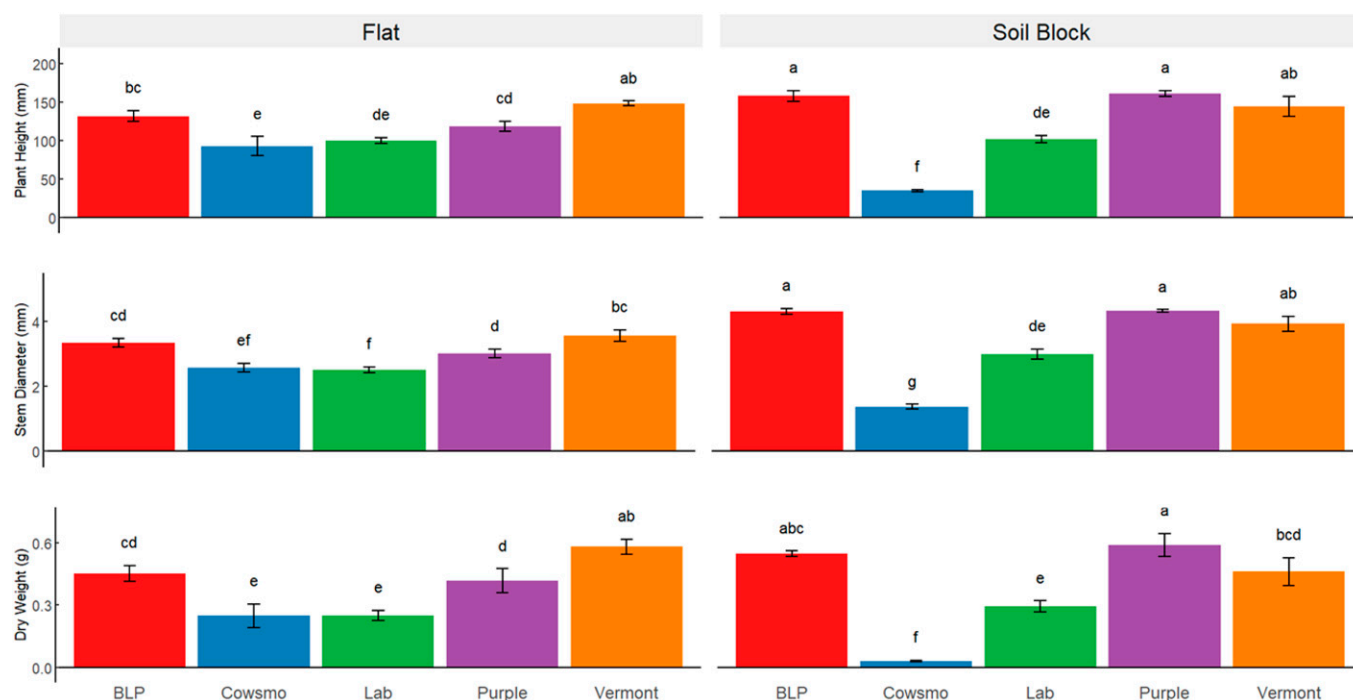 Flat Soil Block
Plant Height (mm)
200
150
100
50
0
bc e de cd ab
a f de a ab
Stem Diameter (mm)
4
2
0
cd ef f d bc
a g de a ab
Dry Weight (g)
0.6
0.3
0.0
cd e e d ab
abc f e a bcd
BLP Cowsmo Lab Purple Vermont BLP Cowsmo Lab Purple Vermont